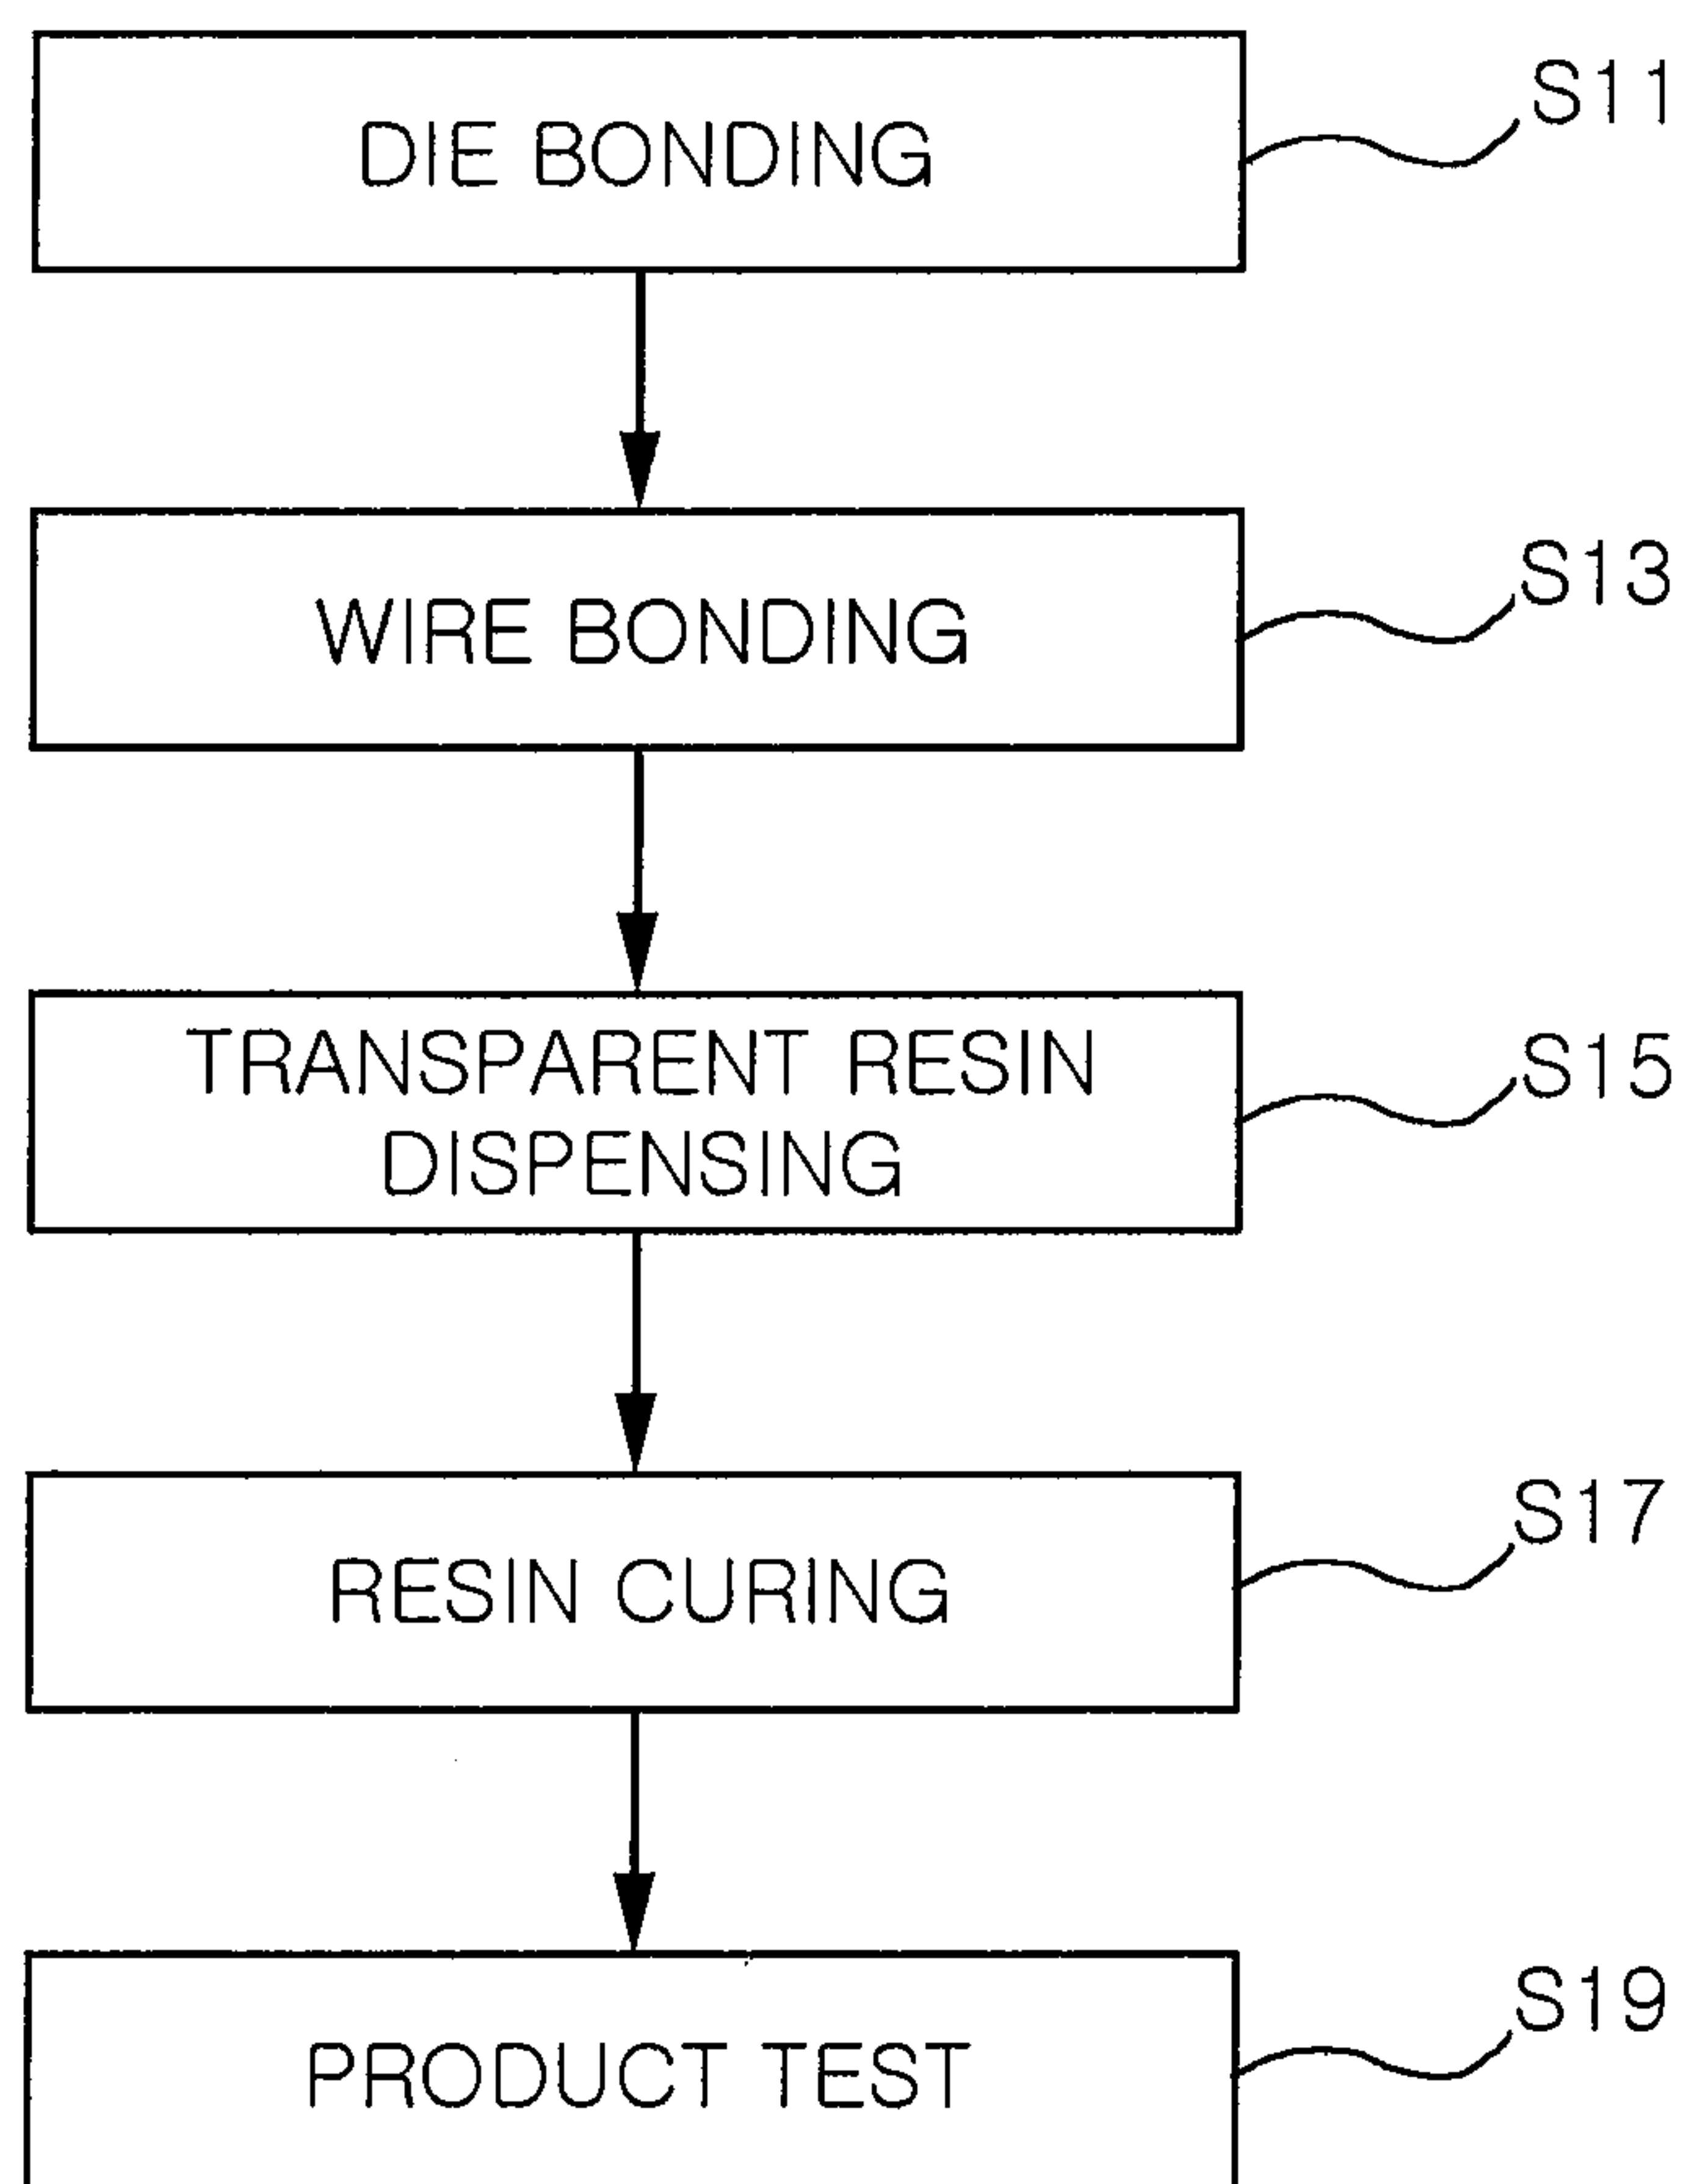 DIE BONDING
S11
WIRE BONDING
S13
TRANSPARENT RESIN
DISPENSING
S15
RESIN CURING
S17
PRODUCT TEST
S19